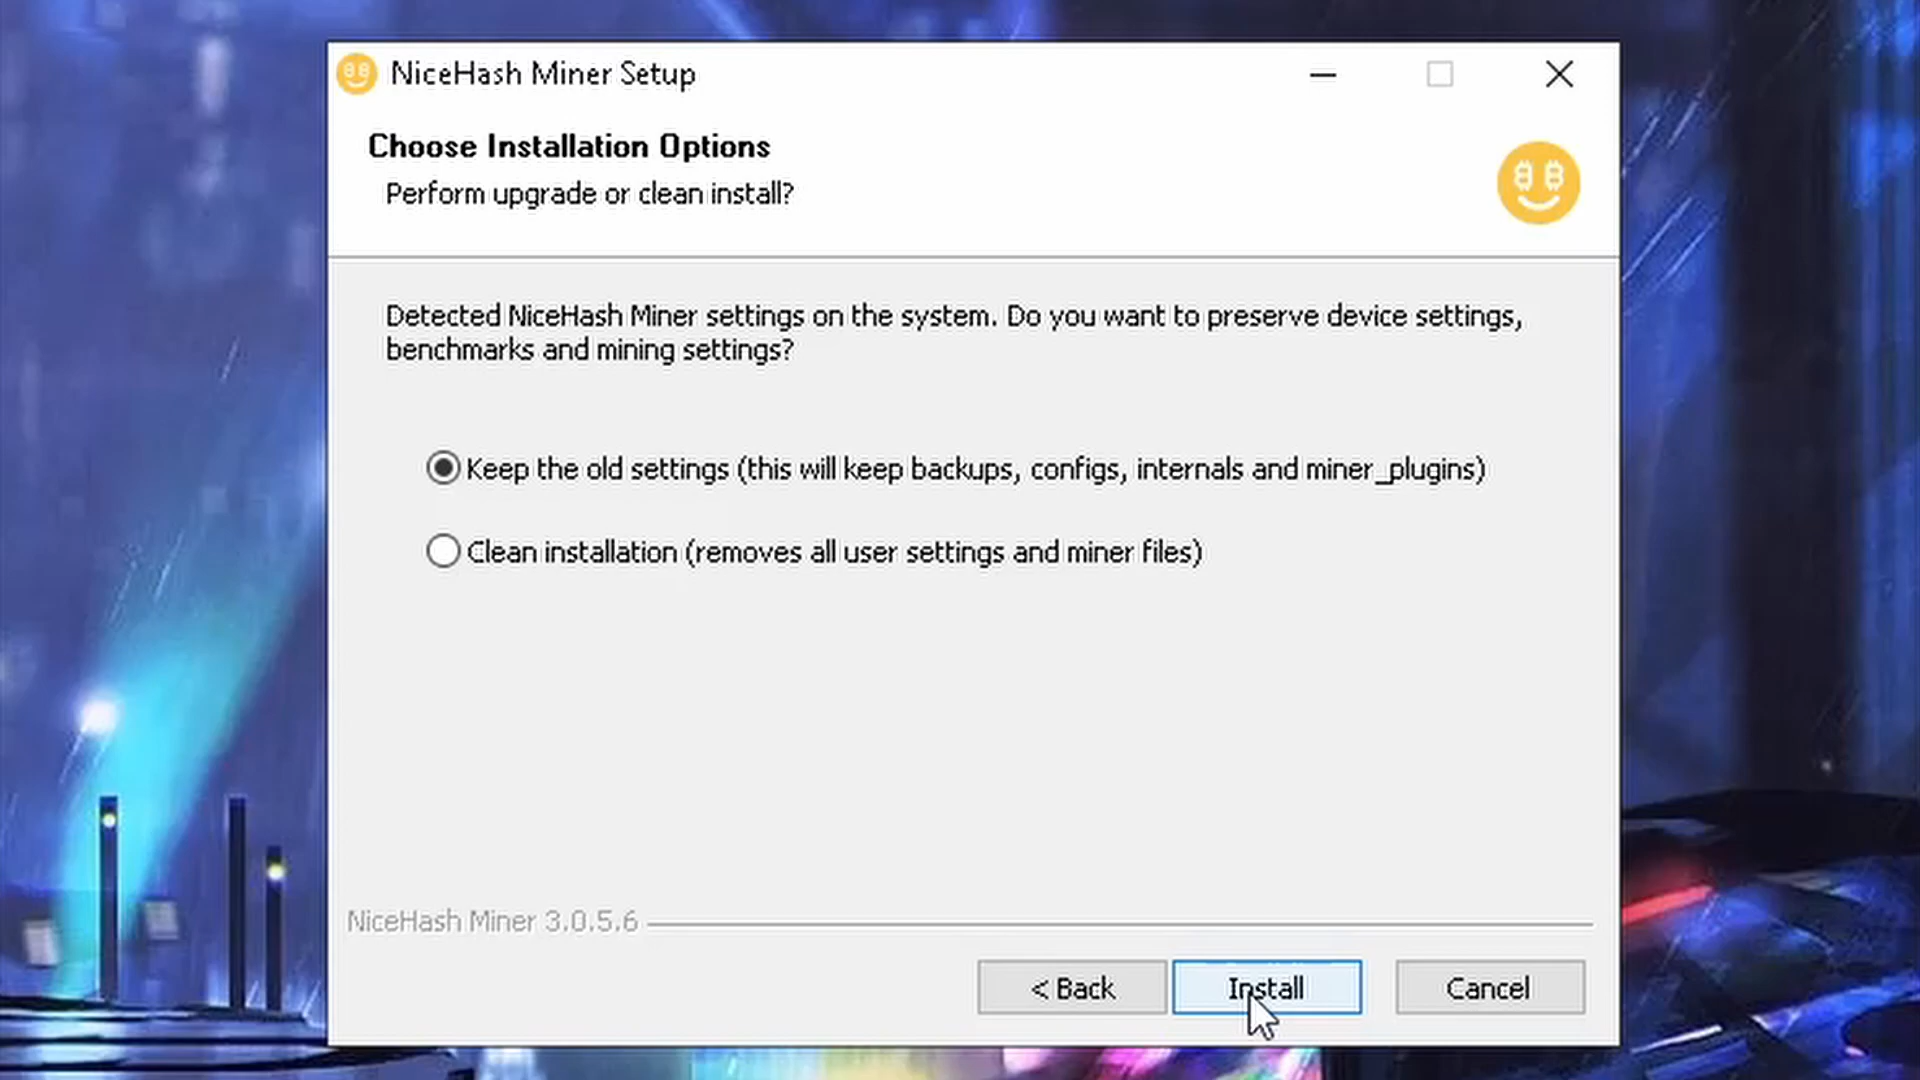 NiceHash Miner Setup
Choose Installation Options
Perform upgrade or clean install?
Detected NiceHash Miner settings on the system. Do you want to preserve device settings,
benchmarks and mining settings?
Keep the old settings (this will keep backups, configs, internals and miner_plugins)
Clean installation (removes all user settings and miner files)
NiceHash Miner 3.0.5.6
< Back
Install
Cancel